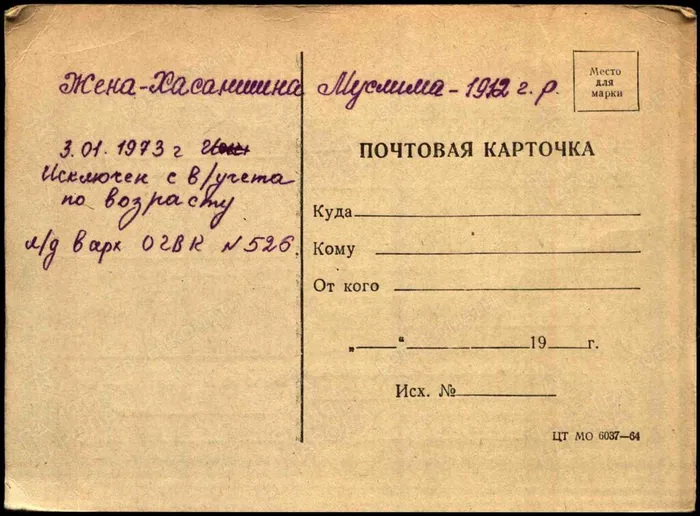 Жена-Хасаншина Муслима - 1912 г. р.
3.01.1973 г
Исключен с в/учета
по возрасту
л/д в арх ОГВК N 526.
Место
для
марки
ПОЧТОВАЯ КАРТОЧКА
Куда
Кому
От кого
„ “ 19 г.
Исх. №
ЦТ МО 6037—64